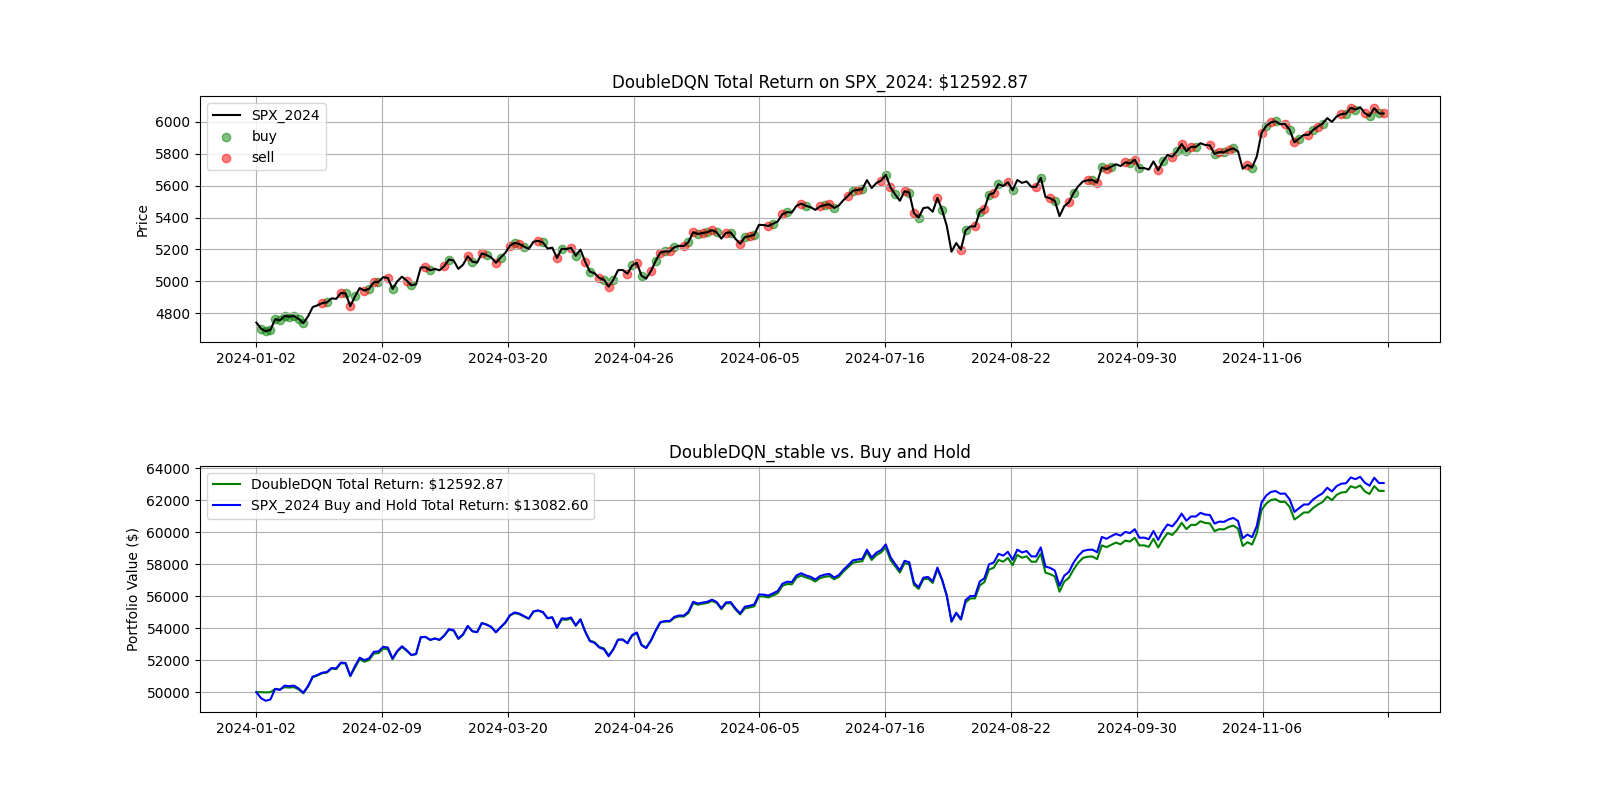 DoubleDQN Total Return on SPX_2024: $12592.87
SPX_2024
buy
sell
Price
6000
5800
5600
5400
5200
5000
4800
2024-01-02 2024-02-09 2024-03-20 2024-04-26 2024-06-05 2024-07-16 2024-08-22 2024-09-30 2024-11-06
DoubleDQN_stable vs. Buy and Hold
DoubleDQN Total Return: $12592.87
SPX_2024 Buy and Hold Total Return: $13082.60
Portfolio Value ($)
64000
62000
60000
58000
56000
54000
52000
50000
2024-01-02 2024-02-09 2024-03-20 2024-04-26 2024-06-05 2024-07-16 2024-08-22 2024-09-30 2024-11-06